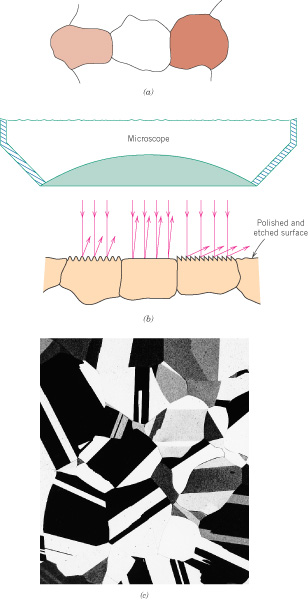 (a)
Microscope
Polished and
etched surface
(b)
(c)